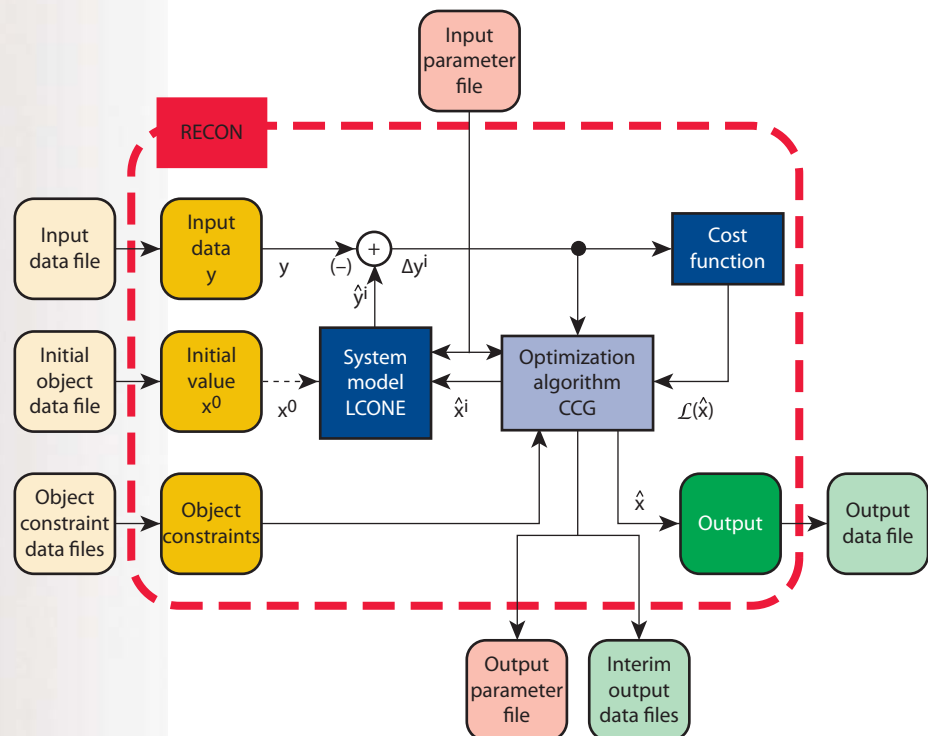 Input
parameter
file
RECON
Input
data file
Input
data
y
y
(–)
+
Δyⁱ
ŷⁱ
Cost
function
Initial
object
data file
Initial
value
x⁰
x⁰
System
model
LCONE
x̂ⁱ
Optimization
algorithm
CCG
ℒ(x̂)
Object
constraint
data files
Object
constraints
x̂
Output
Output
data file
Output
parameter
file
Interim
output
data files